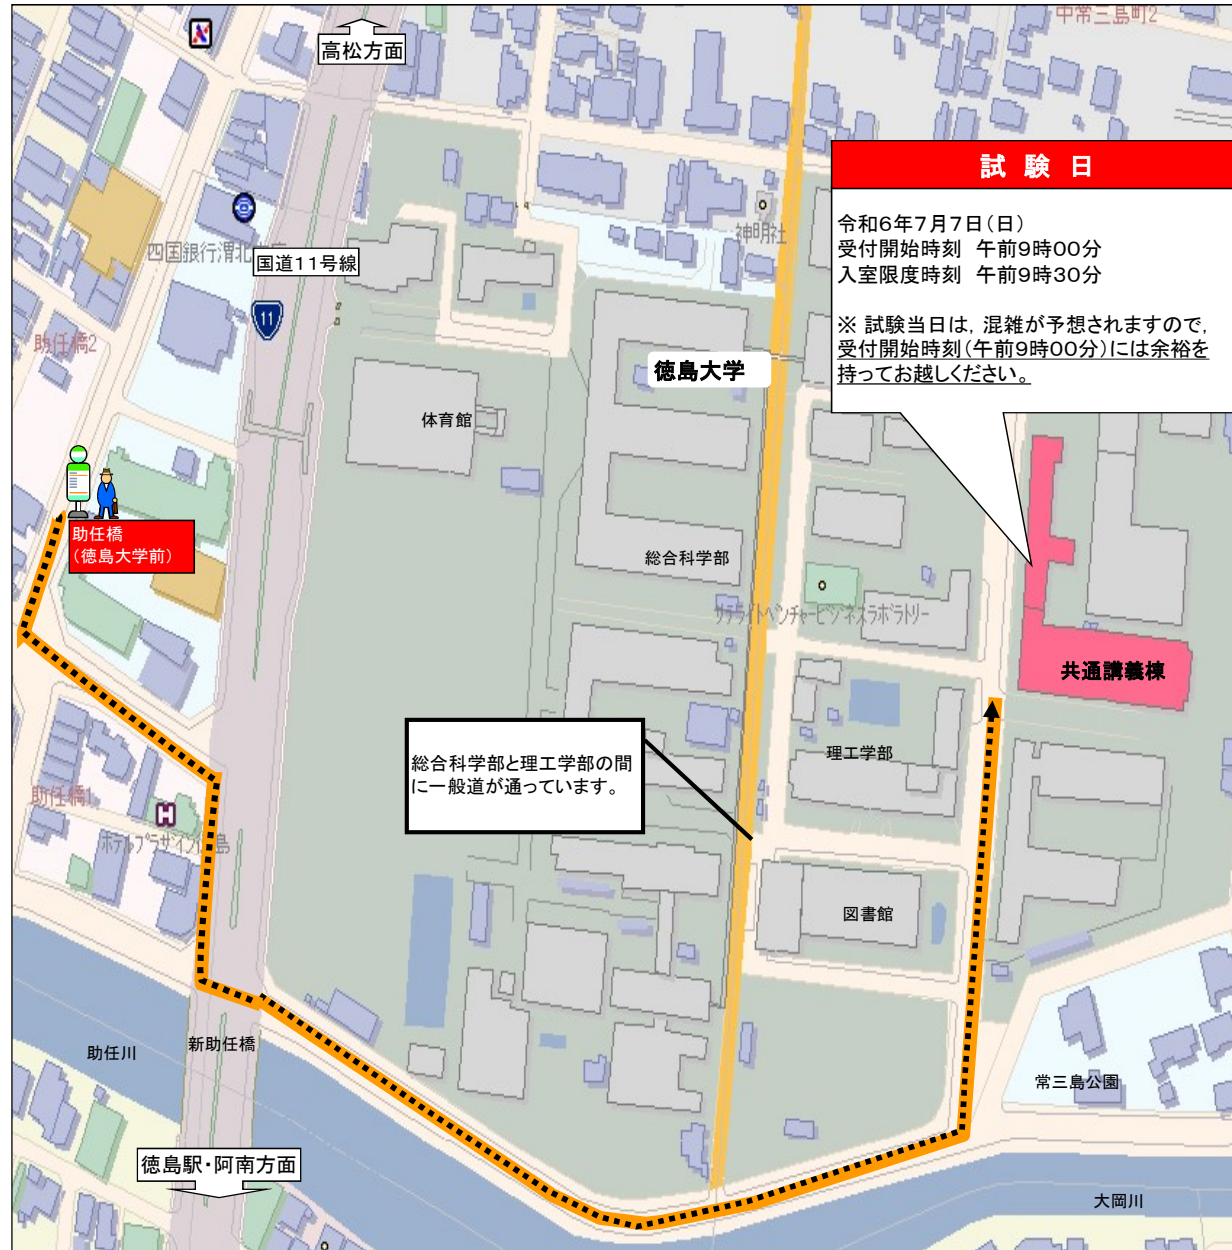 高松方面
中常三島町2
試 験 日
令和6年7月7日(日)
受付開始時刻 午前9時00分
入室限度時刻 午前9時30分
※ 試験当日は, 混雑が予想されますので,
受付開始時刻(午前9時00分)には余裕を
持ってお越しください。
神明社
四国銀行渭北
国道11号線
11
助任橋2
徳島大学
体育館
助任橋
(徳島大学前)
総合科学部
サテライトベンチャービジネスラボラトリー
共通講義棟
総合科学部と理工学部の間
に一般道が通っています。
理工学部
助任橋1
H
ホテルプラザイン徳島
図書館
助任川
新助任橋
常三島公園
徳島駅・阿南方面
大岡川